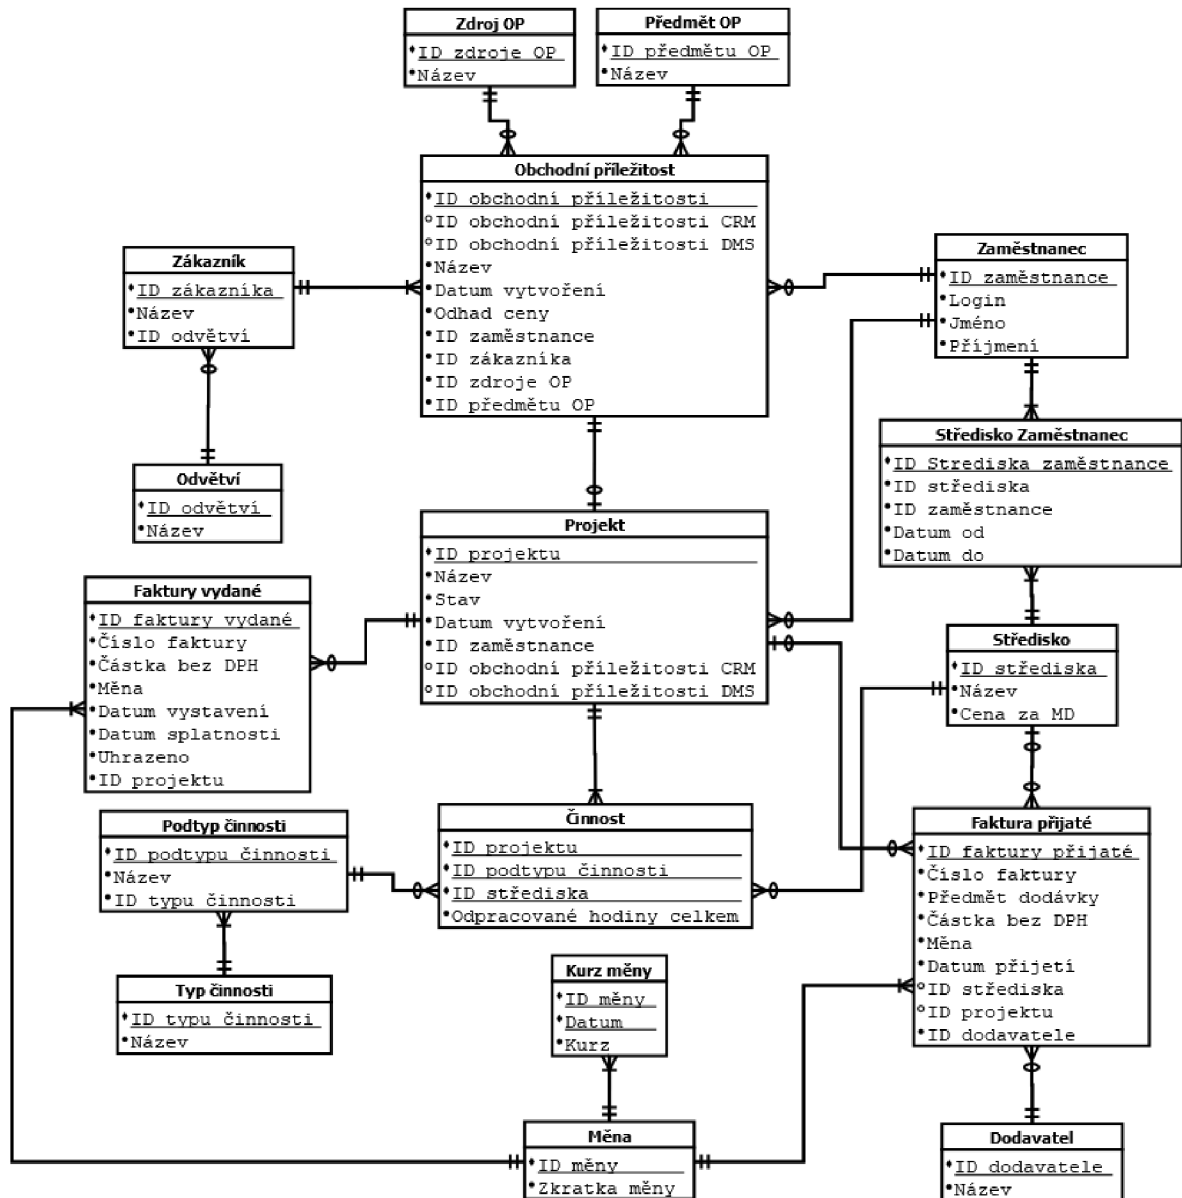 Zdroj OP
ID zdroje OP
Název
Předmět OP
ID předmětu OP
Název
Obchodní příležitost
ID obchodní příležitosti
ID obchodní příležitosti CRM
ID obchodní příležitosti DMS
Název
Datum vytvoření
Odhad ceny
ID zaměstnance
ID zákazníka
ID zdroje OP
ID předmětu OP
Zákazník
ID zákazníka
Název
ID odvětví
Zaměstnanec
ID zaměstnance
Login
Jméno
Příjmení
Odvětví
ID odvětví
Název
Středisko Zaměstnanec
ID Strediska zaměstnance
ID střediska
ID zaměstnance
Datum od
Datum do
Projekt
ID projektu
Název
Stav
Datum vytvoření
ID zaměstnance
ID obchodní příležitosti CRM
ID obchodní příležitosti DMS
Faktury vydané
ID faktury vydané
Číslo faktury
Částka bez DPH
Měna
Datum vystavení
Datum splatnosti
Uhrazeno
ID projektu
Středisko
ID střediska
Název
Cena za MD
Podtyp činnosti
ID podtypu činnosti
Název
ID typu činnosti
Činnost
ID projektu
ID podtypu činnosti
ID střediska
Odpracované hodiny celkem
Faktura přijaté
ID faktury přijaté
Číslo faktury
Předmět dodávky
Částka bez DPH
Měna
Datum přijetí
ID střediska
ID projektu
ID dodavatele
Typ činnosti
ID typu činnosti
Název
Kurz měny
ID měny
Datum
Kurz
Měna
ID měny
Zkratka měny
Dodavatel
ID dodavatele
Název